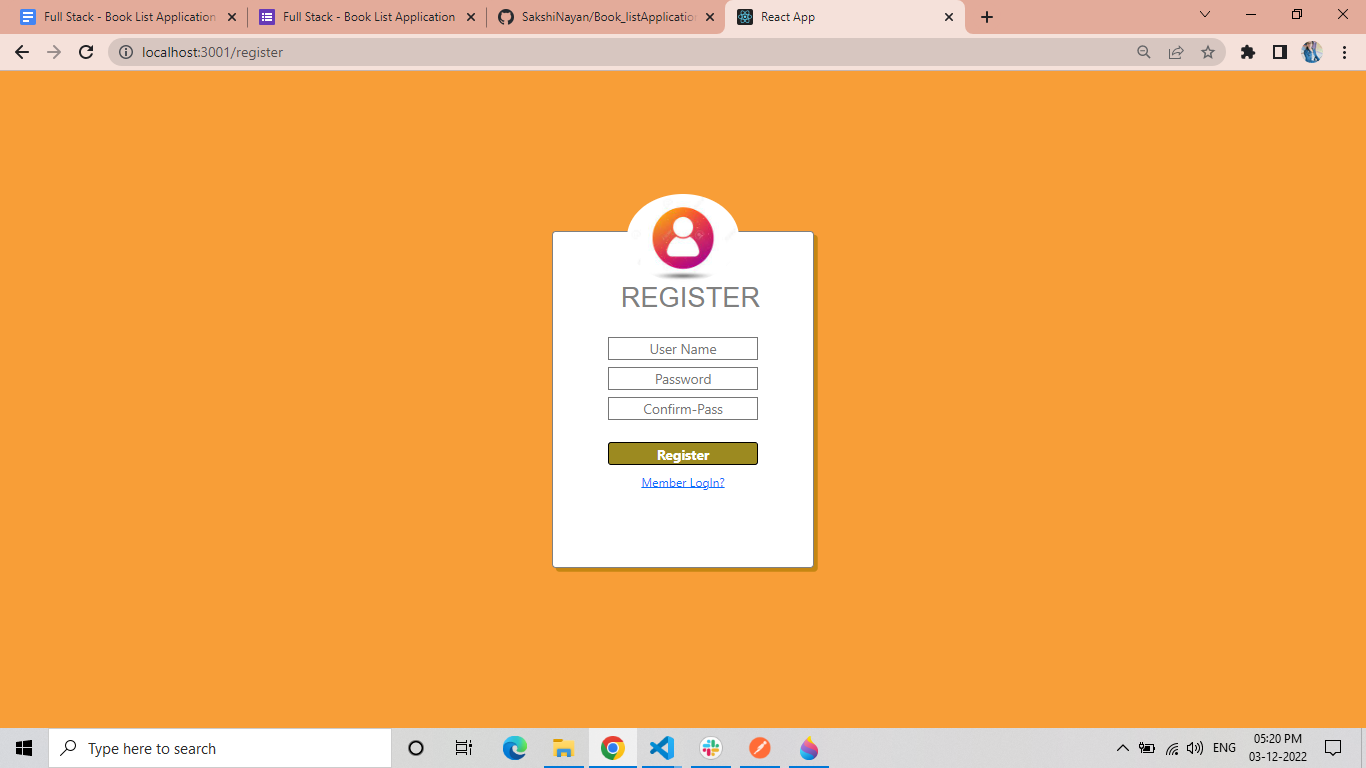 Full Stack - Book List Application
Full Stack - Book List Application
SakshiNayan/Book_listApplication
React App
localhost:3001/register
REGISTER
User Name
Password
Confirm-Pass
Register
Member LogIn?
Type here to search
ENG
05:20 PM
03-12-2022